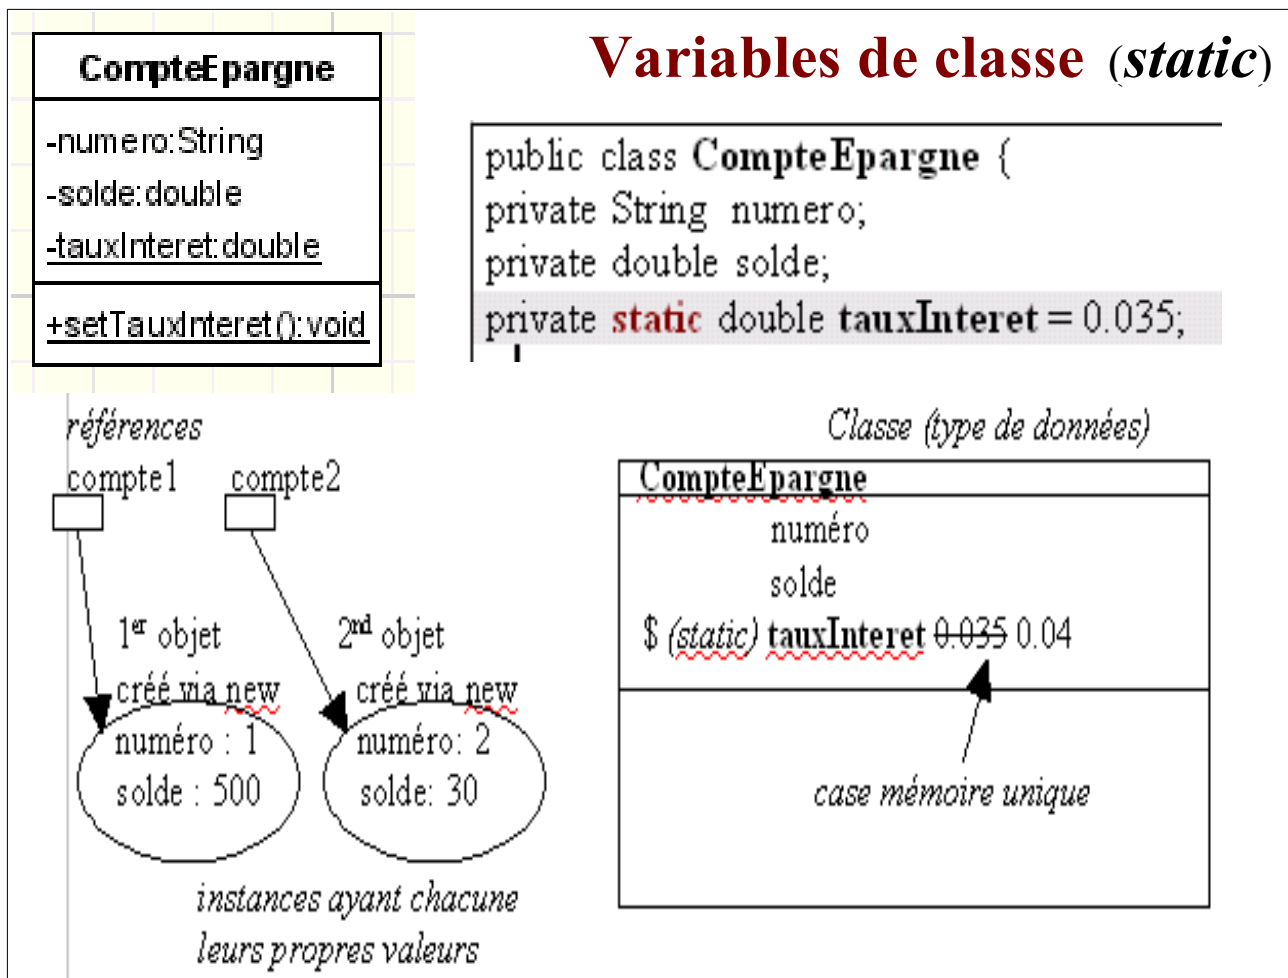 CompteEpargne
-numero:String
-solde:double
-tauxInteret:double
+setTauxInteret():void
Variables de classe (static)
public class CompteEpargne {
private String numero;
private double solde;
private static double tauxInteret = 0.035;
références
compte1 compte2
1er objet
créé via new
numéro : 1
solde : 500
2nd objet
créé via new
numéro: 2
solde: 30
instances ayant chacune
leurs propres valeurs
Classe (type de données)
CompteEpargne
numéro
solde
$ (static) tauxInteret 0.035 0.04
case mémoire unique